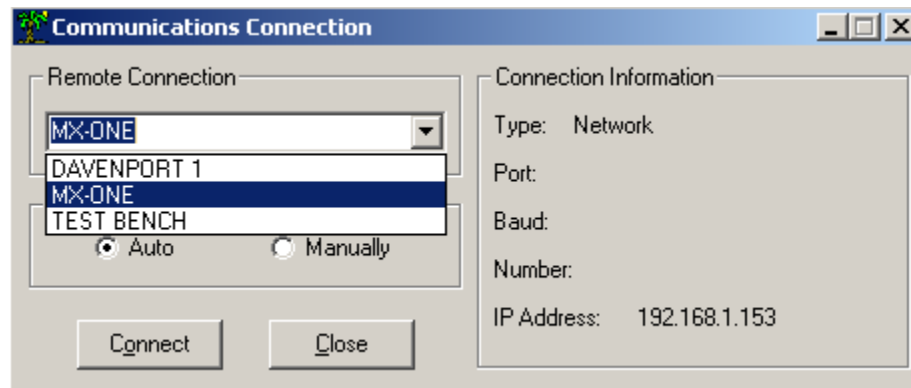 Communications Connection
Remote Connection
MX-ONE
DAVENPORT 1
MX-ONE
TEST BENCH
Auto Manually
Connect Close
Connection Information
Type: Network
Port:
Baud:
Number:
IP Address: 192.168.1.153